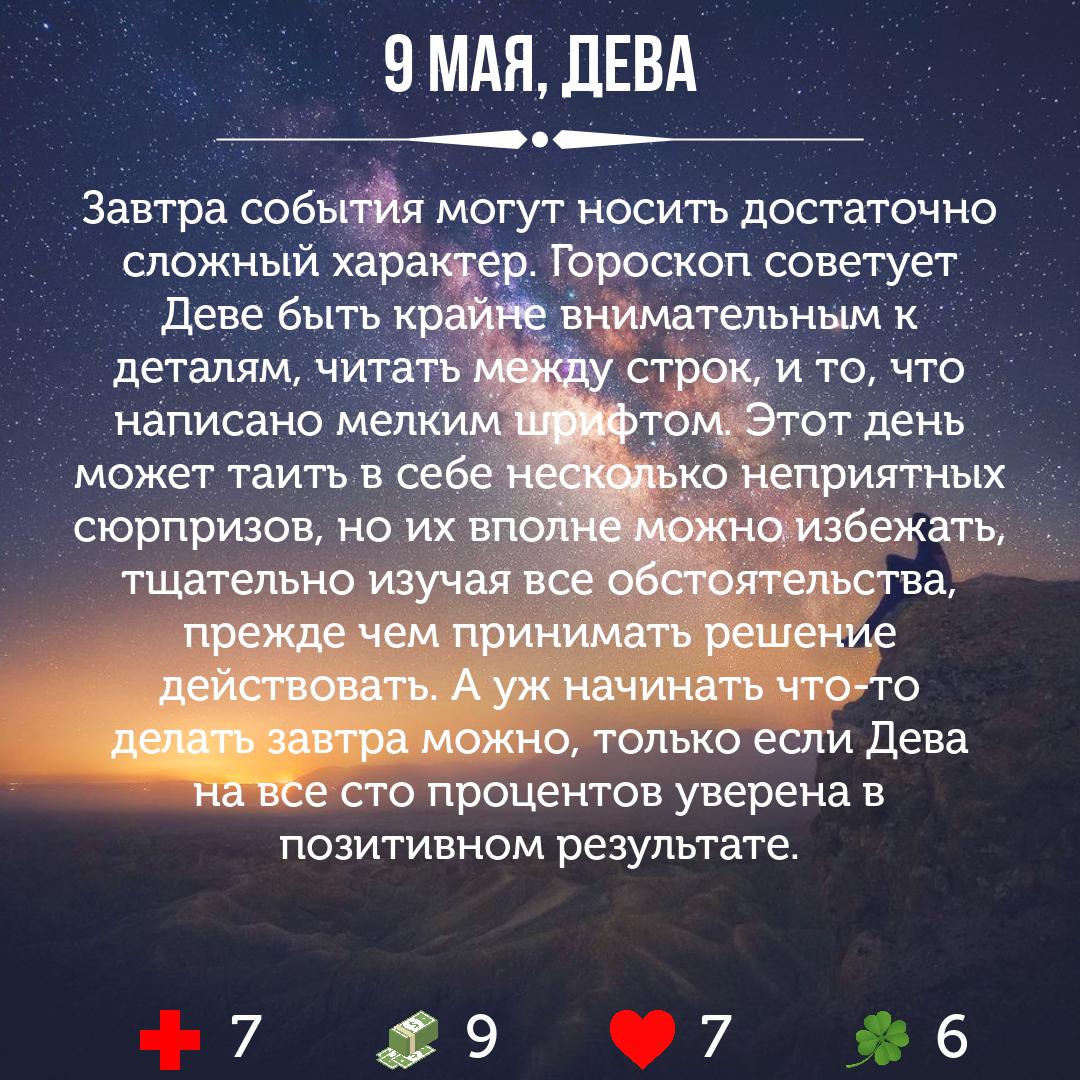 9 МАЯ, ДЕВА
Завтра события могут носить достаточно
сложный характер. Гороскоп советует
Деве быть крайне внимательным к
деталям, читать между строк, и то, что
написано мелким шрифтом. Этот день
может таить в себе несколько неприятных
сюрпризов, но их вполне можно избежать,
тщательно изучая все обстоятельства,
прежде чем принимать решение
действовать. А уж начинать что-то
делать завтра можно, только если Дева
на все сто процентов уверена в
позитивном результате.
7 9 7 6